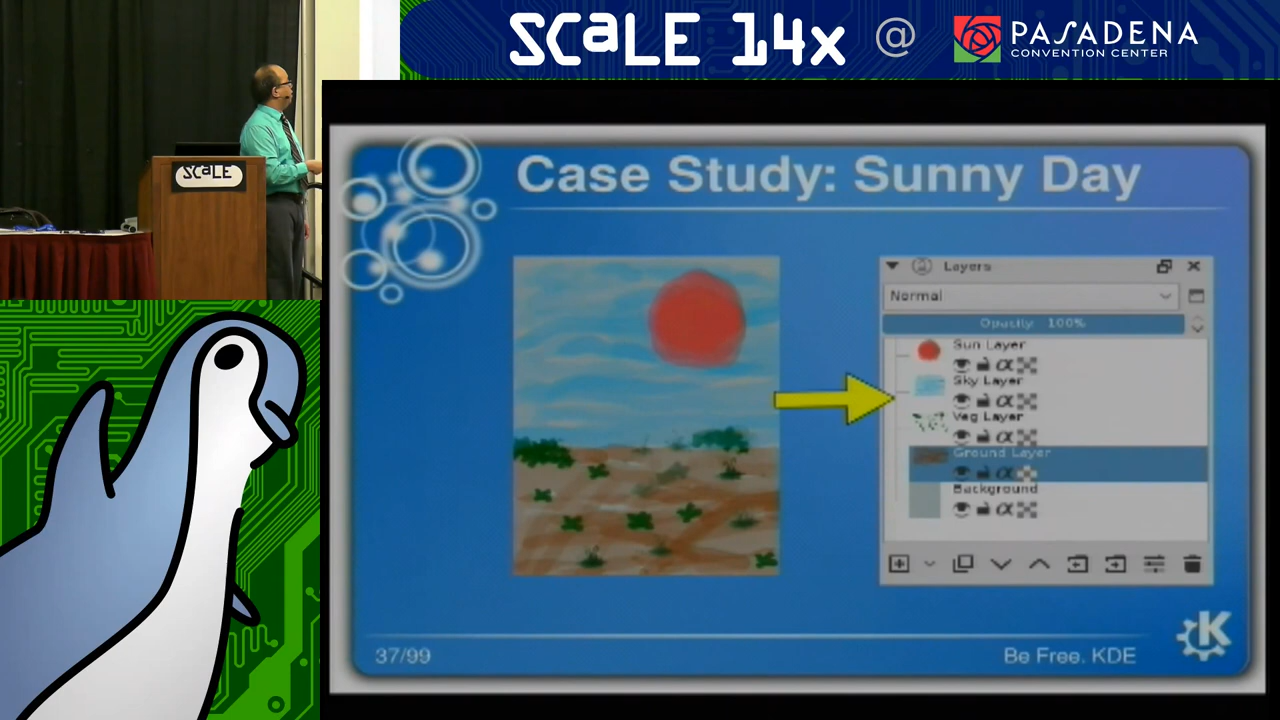 SCALE 14x @ PASADENA
CONVENTION CENTER
SCALE
Case Study: Sunny Day
Layers
Normal
Opacity: 100%
Sun Layer
Sky Layer
Veg Layer
Ground Layer
Background
37/99
Be Free. KDE
K